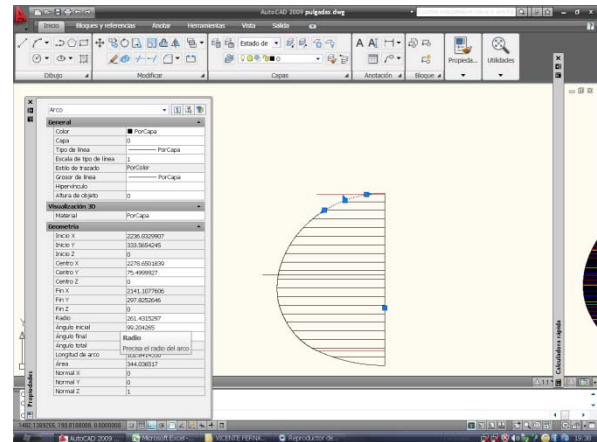 AutoCAD 2009 pulgadas.dwg
Inicio Bloques y referencias Anotar Herramientas Vista Salida
Estado de
0
Propieda... Utilidades
Dibujo Modificar Capas Anotación Bloque
Arco
General
Color PorCapa
Capa 0
Tipo de línea PorCapa
Escala de tipo de línea 1
Estilo de trazado PorColor
Grosor de línea PorCapa
Hipervínculo
Altura de objeto 0
Visualización 3D
Material PorCapa
Geometría
Inicio X 2236.8329907
Inicio Y 333.5654245
Inicio Z 0
Centro X 2278.6501839
Centro Y 75.4999927
Centro Z 0
Fin X 2141.1077606
Fin Y 297.8252646
Fin Z 0
Radio 261.4315297
Ángulo inicial 99.204265
Ángulo final
Ángulo total
Radio
Precisa el radio del arco
Longitud de arco
Área 344.036517
Normal X 0
Normal Y 0
Normal Z 1
Propiedades
Calculadora rápida
AutoCAD 2009 ... Microsoft Excel-... VICENTE FERNA... Reproductor de...
19:38